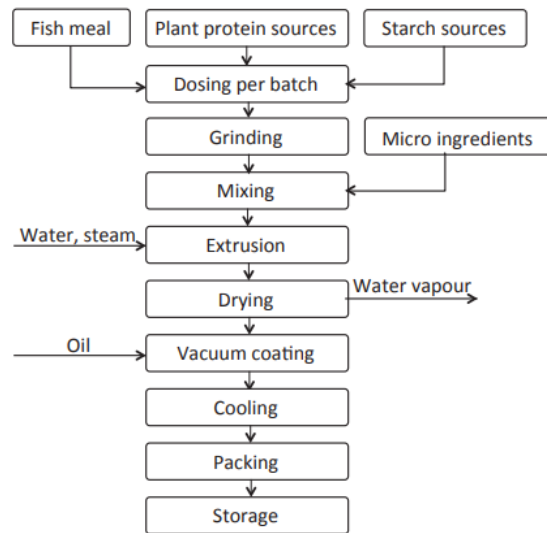 Fish meal
Plant protein sources
Starch sources
Dosing per batch
Grinding
Micro ingredients
Mixing
Water, steam
Extrusion
Water vapour
Drying
Oil
Vacuum coating
Cooling
Packing
Storage